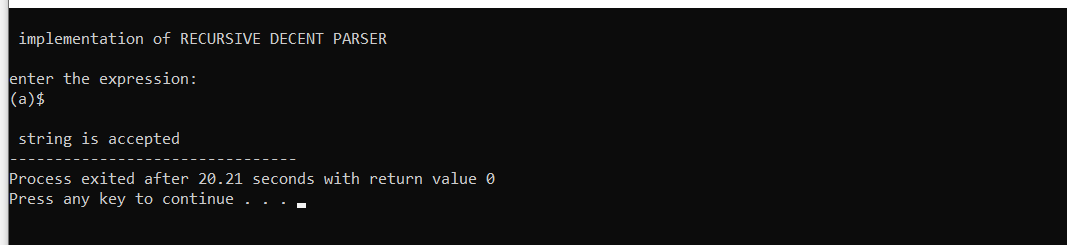 implementation of RECURSIVE DECENT PARSER
enter the expression:
(a)$
string is accepted
--------------------------------
Process exited after 20.21 seconds with return value 0
Press any key to continue . . .